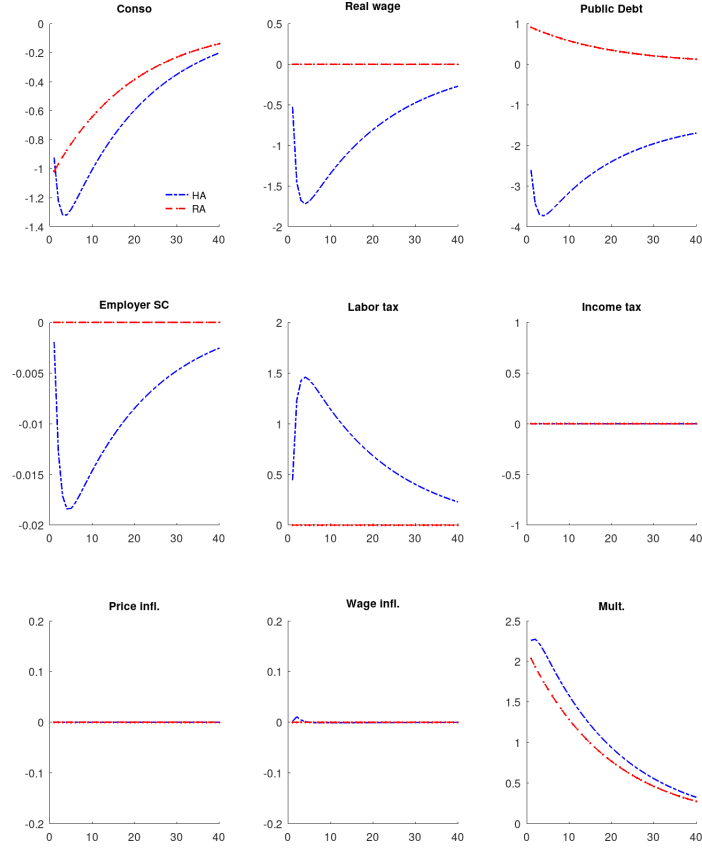 Conso
Real wage
Public Debt
0
-0.2
-0.4
-0.6
-0.8
-1
-1.2
-1.4
HA
RA
0 10 20 30 40
0.5
0
-0.5
-1
-1.5
-2
0 10 20 30 40
1
0
-1
-2
-3
-4
0 10 20 30 40
Employer SC
Labor tax
Income tax
0
-0.005
-0.01
-0.015
-0.02
0 10 20 30 40
2
1.5
1
0.5
0
0 10 20 30 40
1
0.5
0
-0.5
-1
0 10 20 30 40
Price infl.
Wage infl.
Mult.
0.2
0.1
0
-0.1
-0.2
0 10 20 30 40
0.2
0.1
0
-0.1
-0.2
0 10 20 30 40
2.5
2
1.5
1
0.5
0
0 10 20 30 40